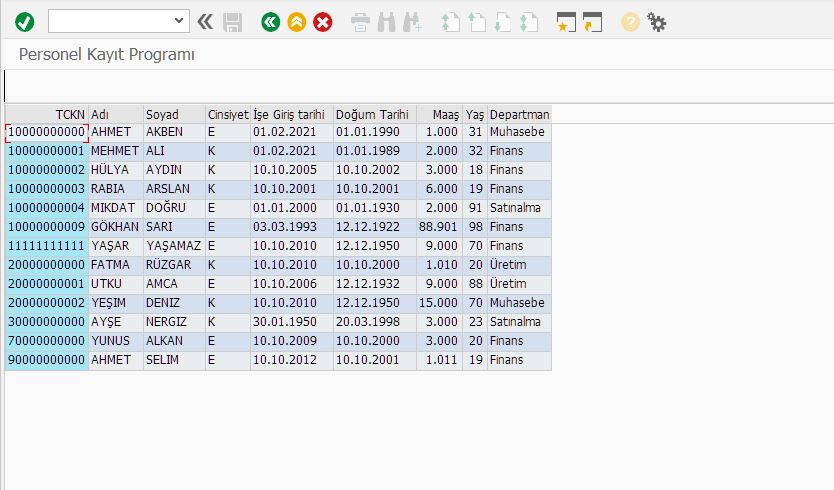 Personel Kayıt Programı
TCKN Adı Soyad Cinsiyet İşe Giriş tarihi Doğum Tarihi Maaş Yaş Departman
10000000000 AHMET AKBEN E 01.02.2021 01.01.1990 1.000 31 Muhasebe
10000000001 MEHMET ALI K 01.02.2021 01.01.1989 2.000 32 Finans
10000000002 HÜLYA AYDIN K 10.10.2005 10.10.2002 3.000 18 Finans
10000000003 RABIA ARSLAN K 10.10.2001 10.10.2001 6.000 19 Finans
10000000004 MIKDAT DOĞRU E 01.01.2000 01.01.1930 2.000 91 Satınalma
10000000009 GÖKHAN SARI E 03.03.1993 12.12.1922 88.901 98 Finans
11111111111 YAŞAR YAŞAMAZ E 10.10.2010 12.12.1950 9.000 70 Finans
20000000000 FATMA RÜZGAR K 10.10.2010 10.10.2000 1.010 20 Üretim
20000000001 UTKU AMCA E 10.10.2006 12.12.1932 9.000 88 Üretim
20000000002 YEŞIM DENIZ K 10.10.2010 12.12.1950 15.000 70 Muhasebe
30000000000 AYŞE NERGIZ K 30.01.1950 20.03.1998 3.000 23 Satınalma
70000000000 YUNUS ALKAN E 10.10.2009 10.10.2000 3.000 20 Finans
90000000000 AHMET SELIM E 10.10.2012 10.10.2001 1.011 19 Finans